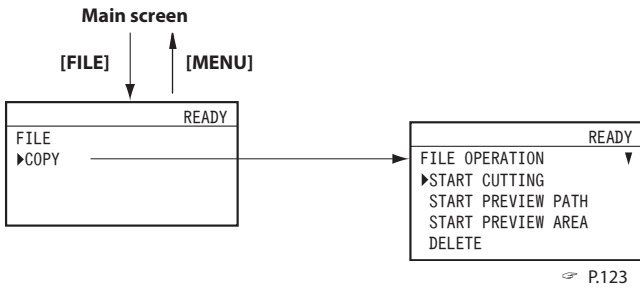 Main screen
[FILE] [MENU]
READY
FILE
▶COPY
READY
FILE OPERATION ▼
▶START CUTTING
START PREVIEW PATH
START PREVIEW AREA
DELETE
☞ P.123